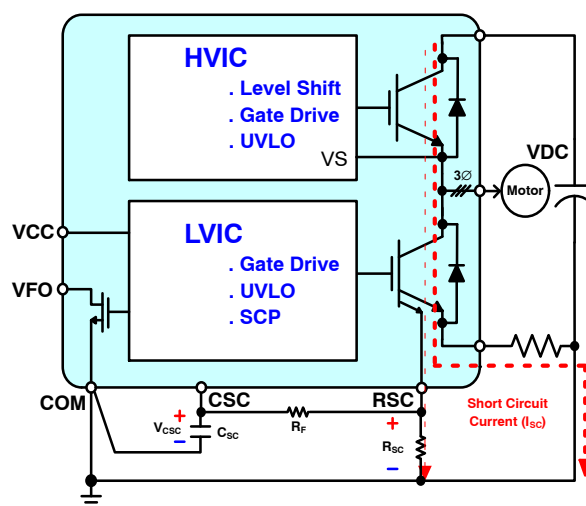 HVIC
. Level Shift
. Gate Drive
. UVLO
VS
VDC
3Ø
Motor
LVIC
. Gate Drive
. UVLO
. SCP
VCC
VFO
COM
CSC
RSC
Short Circuit
Current (ISC)
+
VCSC
−
CSC
RF
+
RSC
−